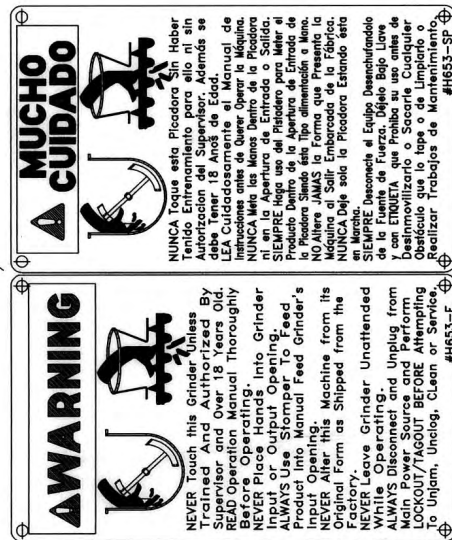 WARNING
NEVER Touch this Grinder Unless
Trained And Authorized By
Supervisor and Over 18 Years Old.
READ Operation Manual Thoroughly
Before Operating.
NEVER Place Hands Into Grinder
Input or Output Opening.
ALWAYS Use Stomper To Feed
Product Into Manual Feed Grinder's
Input Opening.
NEVER Alter this Machine from Its
Original Form as Shipped from the
Factory.
NEVER Leave Grinder Unattended
While Operating.
ALWAYS Disconnect and Unplug from
Main Power Source and Perform
LOCKOUT/TAGOUT BEFORE Attempting
To Unjam, Unclog, CLean or Service.
#H653-E
MUCHO
CUIDADO
NUNCA Toque esta Picadora Sin Haber
Tenido Entrenamiento para ello ni sin
Autorizacion del Supervisor. Además se
debe Tener 18 Anos de Edad.
LEA Cuidadosamente el Manual de
Instrucciones antes de Querer Operar la Máquina.
NUNCA Meta las Manos Dentro de la Picadora
ni en la Apertura de Entrada o Salida.
SIEMPRE Haga uso del Pistadero para Meter el
Producto Dentro de la Apertura de Entrada de
la Picadora Siendo ésta Tipo alimentación a Mano.
NO Altere JAMAS la Forma que Presenta la
Máquina al Salir Embarcada de la Fábrica.
NUNCA Deje sola la Picadora Estando ésta
en Marcha.
SIEMPRE Desconecte el Equipo Desenchufandolo
de la Fuente de Fuerza. Déjelo Bajo Llave
y con ETIQUETA que Prohiba su uso antes de
Desinmovilizarlo o Sacarle Cualquier
Obstáculo que lo tape o de Limpiarlo o
Realizar Trabajos de Mantenimiento.
#H653-SP